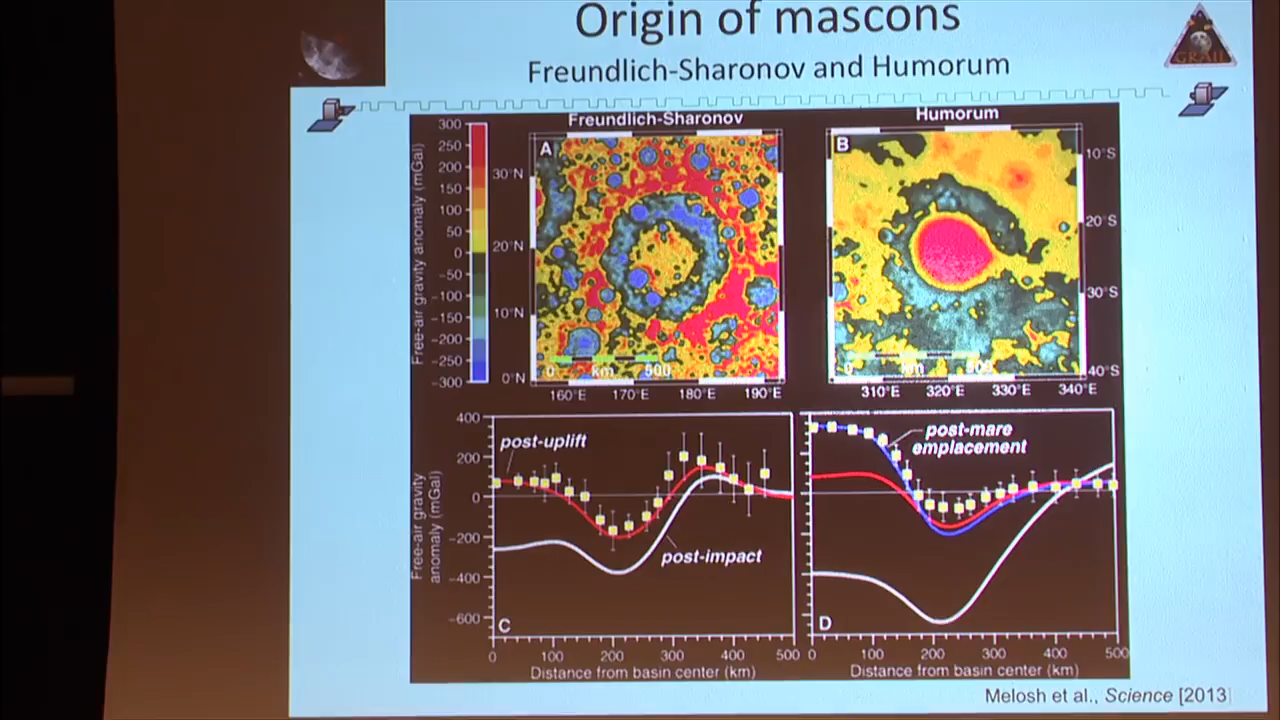 Origin of mascons
Freundlich-Sharonov and Humorum
GRAIL
Freundlich-Sharonov
Humorum
Free-air gravity anomaly (mGal)
300
250
200
150
100
50
0
−50
−100
−150
−200
−250
−300
A
30°N
20°N
10°N
0°N
0 km 500
160°E 170°E 180°E 190°E
B
10°S
20°S
30°S
40°S
0 km 500
310°E 320°E 330°E 340°E
Free-air gravity
anomaly (mGal)
400
200
0
−200
−400
−600
post-uplift
post-impact
C
0 100 200 300 400 500
Distance from basin center (km)
post-mare
emplacement
D
0 100 200 300 400 500
Distance from basin center (km)
Melosh et al., Science [2013]